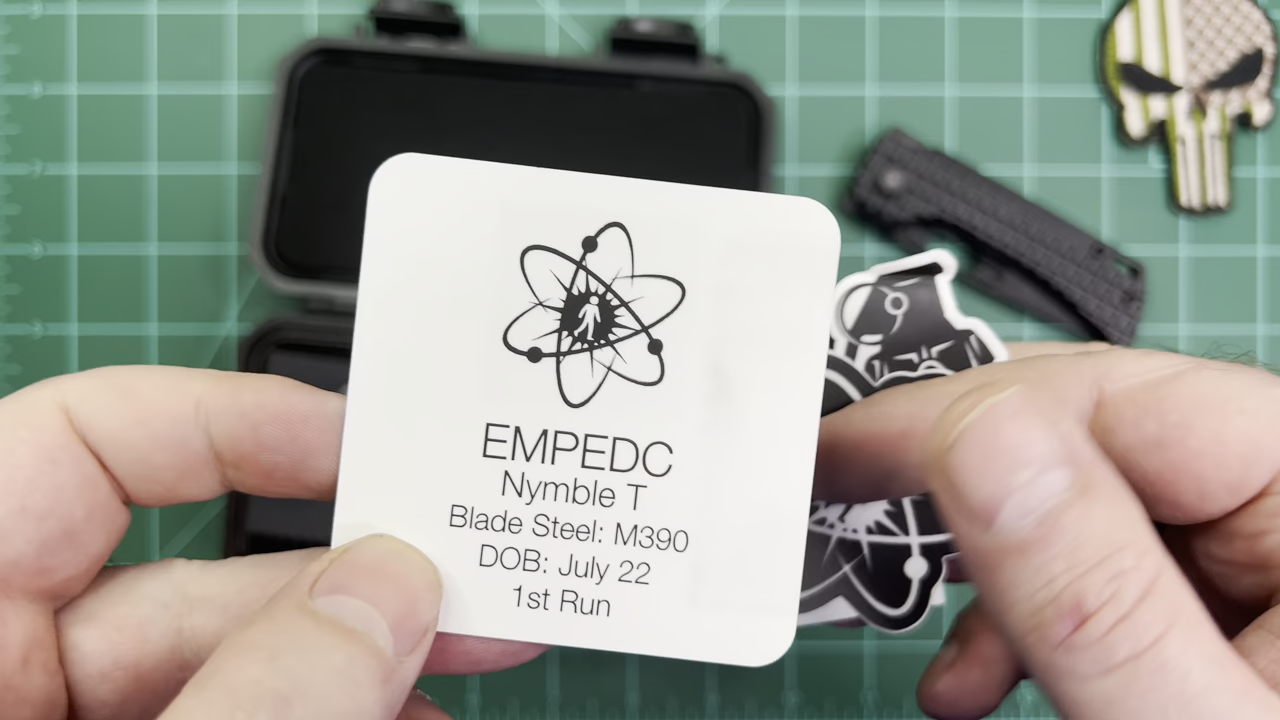 EMPEDC
Nymble T
Blade Steel: M390
DOB: July 22
1st Run